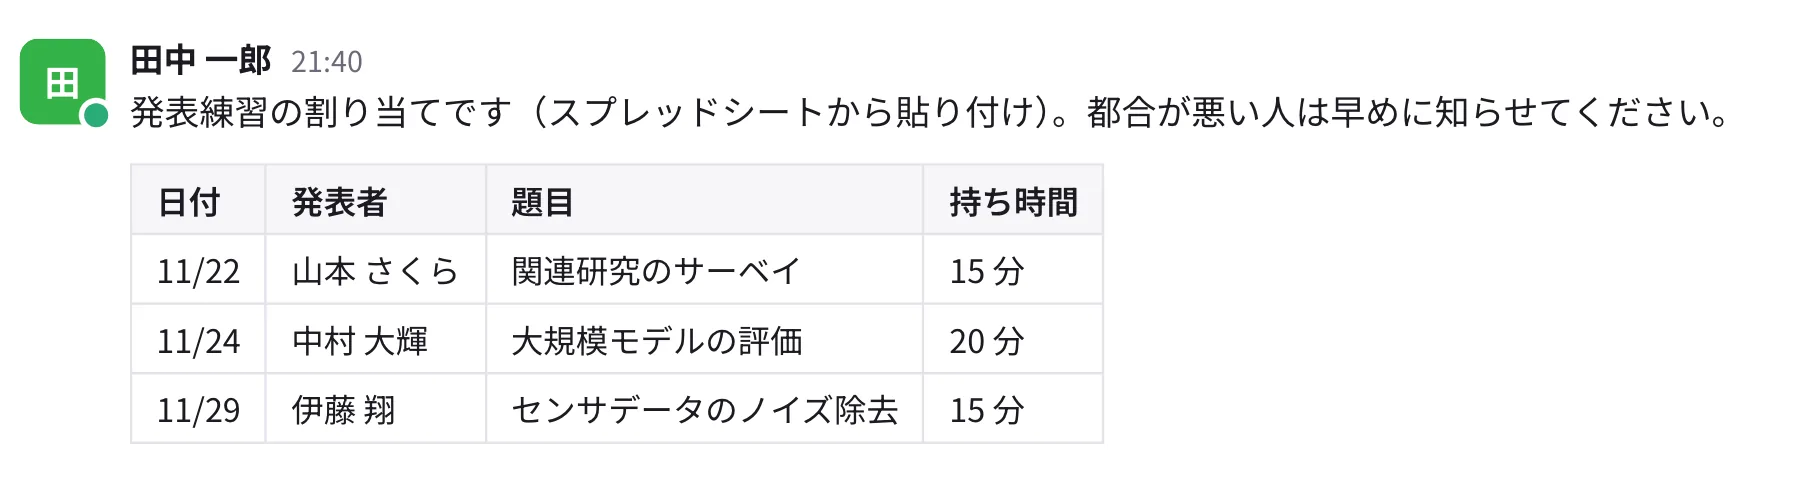 田
田中 一郎 21:40
発表練習の割り当てです（スプレッドシートから貼り付け）。都合が悪い人は早めに知らせてください。
日付 発表者 題目 持ち時間
11/22 山本 さくら 関連研究のサーベイ 15 分
11/24 中村 大輝 大規模モデルの評価 20 分
11/29 伊藤 翔 センサデータのノイズ除去 15 分